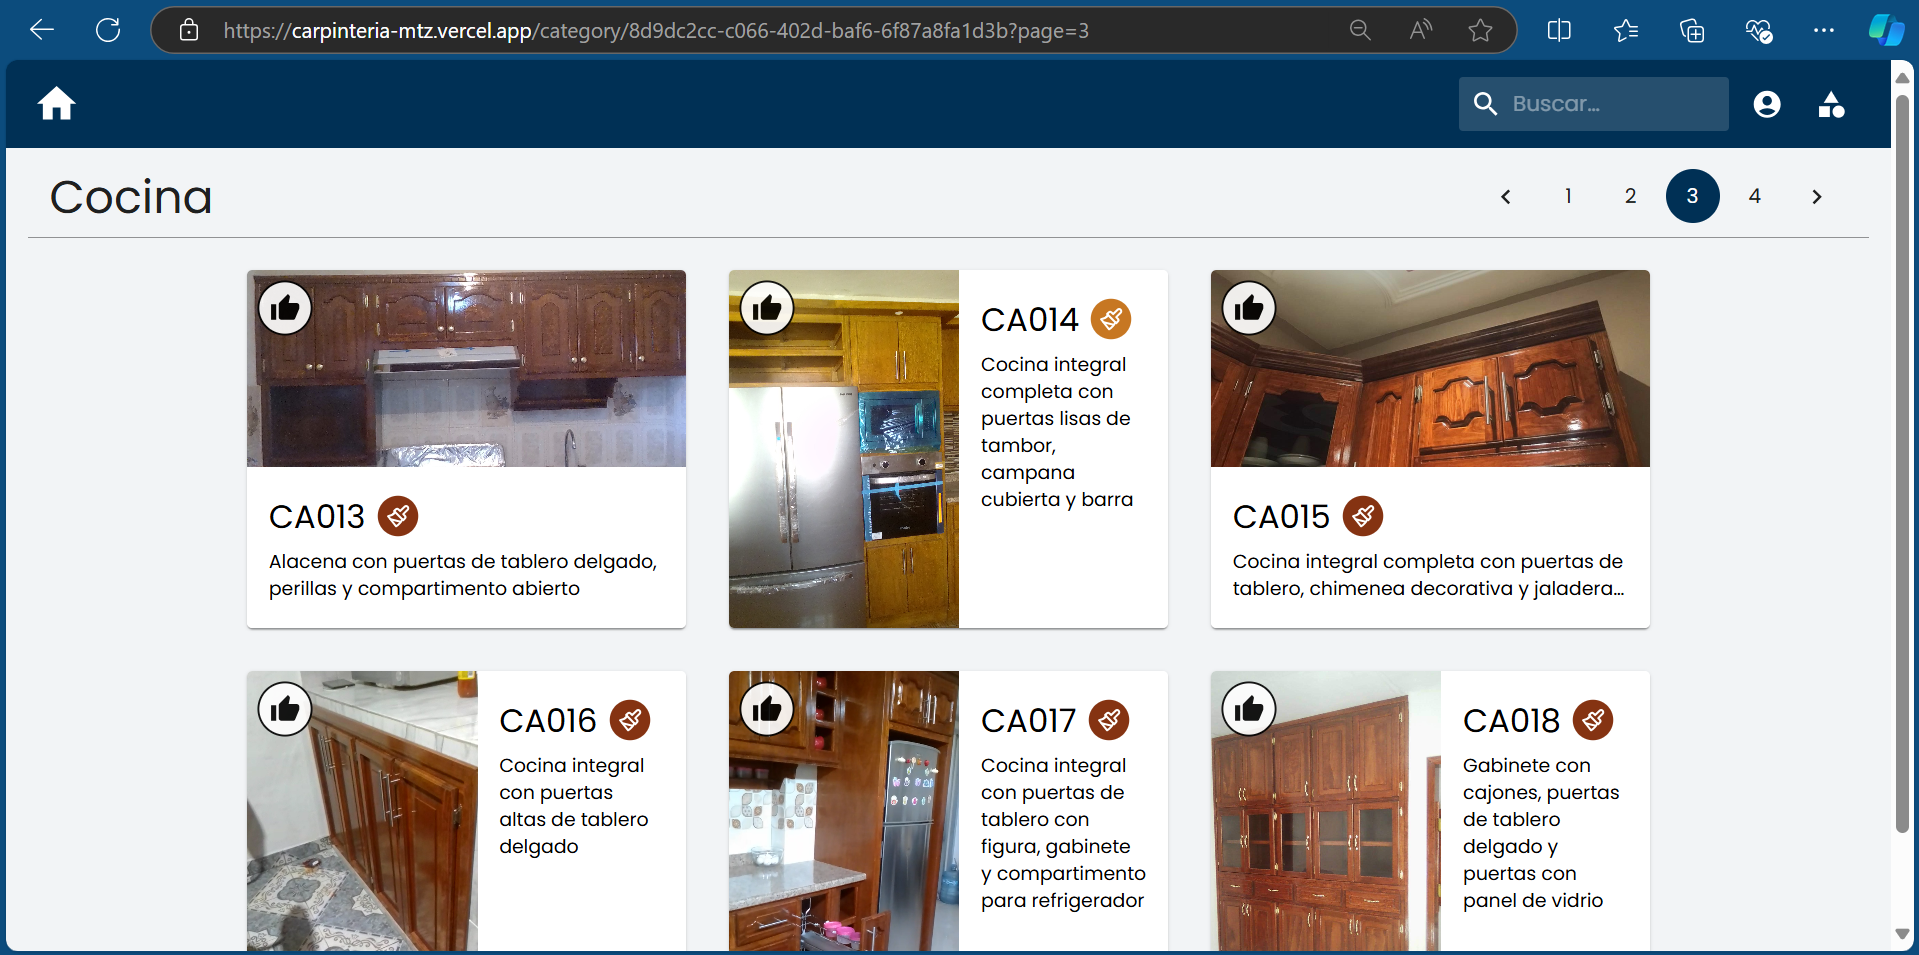 https://carpinteria-mtz.vercel.app/category/8d9dc2cc-c066-402d-baf6-6f87a8fa1d3b?page=3
Buscar...
Cocina
1 2 3 4
CA013
Alacena con puertas de tablero delgado,
perillas y compartimento abierto
CA014
Cocina integral
completa con
puertas lisas de
tambor,
campana
cubierta y barra
CA015
Cocina integral completa con puertas de
tablero, chimenea decorativa y jaladera...
CA016
Cocina integral
con puertas
altas de tablero
delgado
CA017
Cocina integral
con puertas de
tablero con
figura, gabinete
y compartimento
para refrigerador
CA018
Gabinete con
cajones, puertas
de tablero
delgado y
puertas con
panel de vidrio